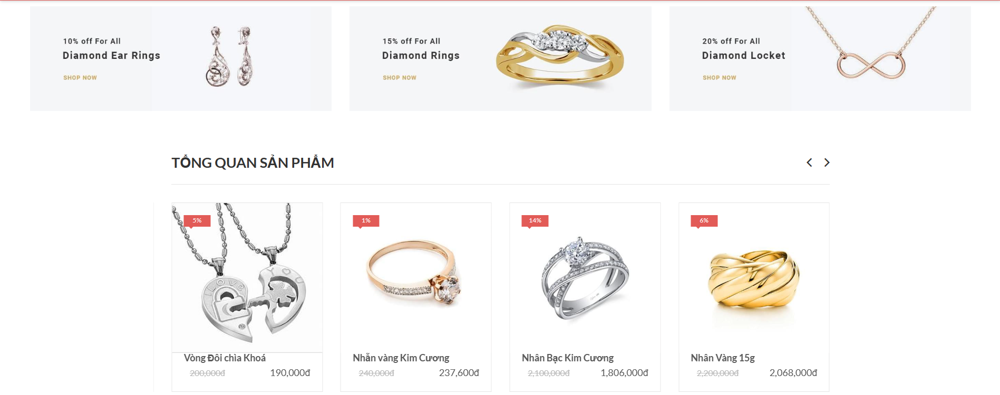 10% off For All
Diamond Ear Rings
SHOP NOW
15% off For All
Diamond Rings
SHOP NOW
20% off For All
Diamond Locket
SHOP NOW
TỔNG QUAN SẢN PHẨM
5%
I LOVE
YOU
Vòng Đôi chìa Khoá
200,000đ 190,000đ
1%
Nhẫn vàng Kim Cương
240,000đ 237,600đ
14%
Nhân Bạc Kim Cương
2,100,000đ 1,806,000đ
6%
Nhân Vàng 15g
2,200,000đ 2,068,000đ